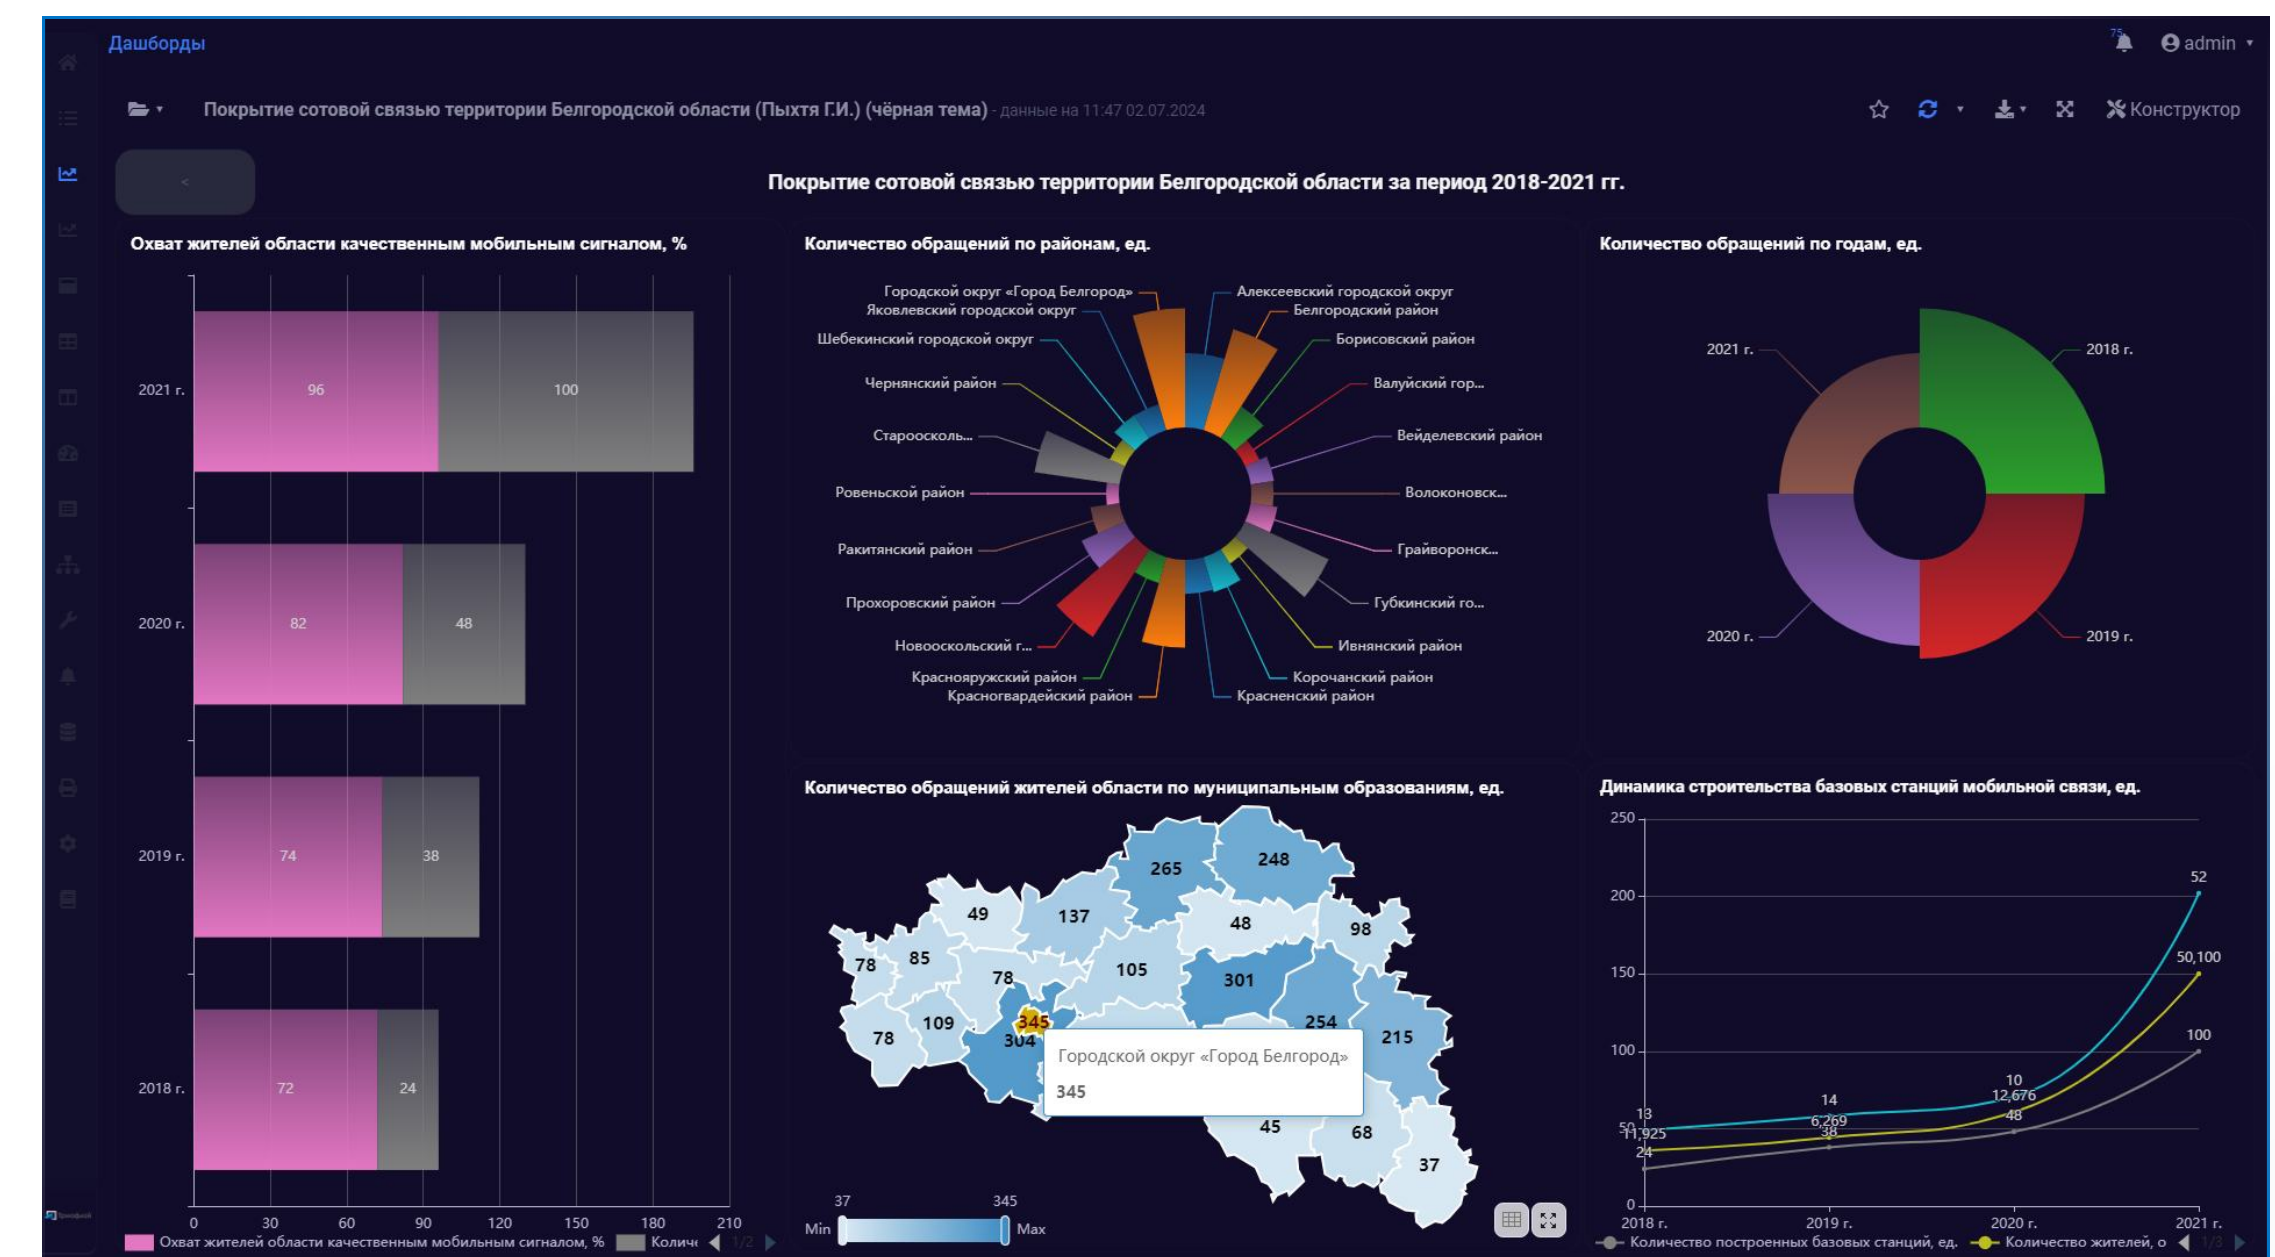 Дашборды
75
admin
Покрытие сотовой связью территории Белгородской области (Пыхтя Г.И.) (чёрная тема) - данные на 11:47 02.07.2024
Конструктор
<
Покрытие сотовой связью территории Белгородской области за период 2018-2021 гг.
Охват жителей области качественным мобильным сигналом, %
2021 г.
96
100
2020 г.
82
48
2019 г.
74
38
2018 г.
72
24
0 30 60 90 120 150 180 210
Охват жителей области качественным мобильным сигналом, %
Количе
1/2
Количество обращений по районам, ед.
Городской округ «Город Белгород»
Алексеевский городской округ
Яковлевский городской округ
Белгородский район
Шебекинский городской округ
Борисовский район
Чернянский район
Валуйский гор...
Староосколь...
Вейделевский район
Ровеньской район
Волоконовск...
Ракитянский район
Грайворонск...
Прохоровский район
Губкинский го...
Новооскольский г...
Ивнянский район
Краснояружский район
Корочанский район
Красногвардейский район
Красненский район
Количество обращений по годам, ед.
2021 г.
2018 г.
2020 г.
2019 г.
Количество обращений жителей области по муниципальным образованиям, ед.
265
248
49
137
48
98
78
85
78
105
301
78
109
345
304
254
215
Городской округ «Город Белгород»
345
45
68
37
37
345
Min
Max
Динамика строительства базовых станций мобильной связи, ед.
250
200
150
100
50
0
52
50,100
100
13
11,925
24
14
6,269
38
10
12,676
48
2018 г.
2019 г.
2020 г.
2021 г.
Количество построенных базовых станций, ед.
Количество жителей, о
1/3